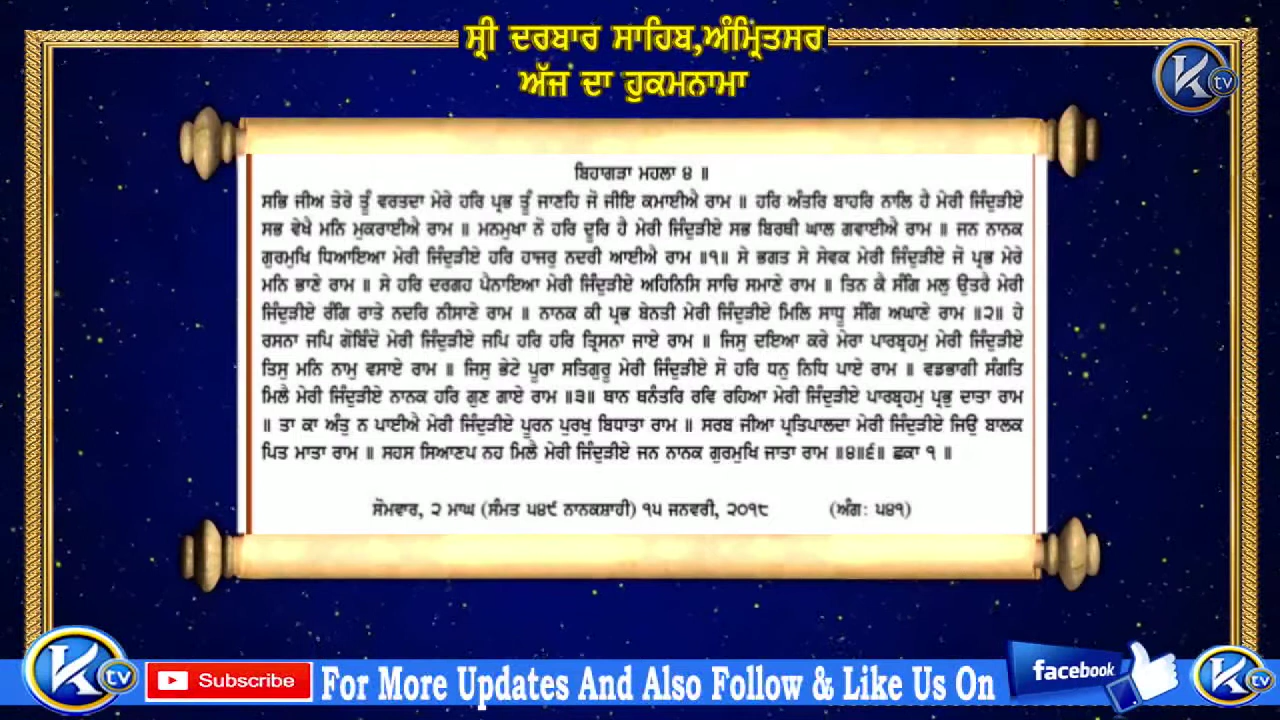 ਸ੍ਰੀ ਦਰਬਾਰ ਸਾਹਿਬ,ਅੰਮ੍ਰਿਤਸਰ
ਅੱਜ ਦਾ ਹੁਕਮਨਾਮਾ
K tv
ਬਿਹਾਗੜਾ ਮਹਲਾ ੪ ॥
ਸਭਿ ਜੀਅ ਤੇਰੇ ਤੂੰ ਵਰਤਦਾ ਮੇਰੇ ਹਰਿ ਪ੍ਰਭ ਤੂੰ ਜਾਣਹਿ ਜੋ ਜੀਇ ਕਮਾਈਐ ਰਾਮ ॥ ਹਰਿ ਅੰਤਰਿ ਬਾਹਰਿ ਨਾਲਿ ਹੈ ਮੇਰੀ ਜਿੰਦੁੜੀਏ
ਸਭ ਵੇਖੈ ਮਨਿ ਮੁਕਰਾਈਐ ਰਾਮ ॥ ਮਨਮੁਖਾ ਨੋ ਹਰਿ ਦੂਰਿ ਹੈ ਮੇਰੀ ਜਿੰਦੁੜੀਏ ਸਭ ਬਿਰਥੀ ਘਾਲ ਗਵਾਈਐ ਰਾਮ ॥ ਜਨ ਨਾਨਕ
ਗੁਰਮੁਖਿ ਧਿਆਇਆ ਮੇਰੀ ਜਿੰਦੁੜੀਏ ਹਰਿ ਹਾਜਰੁ ਨਦਰੀ ਆਈਐ ਰਾਮ ॥੧॥ ਸੇ ਭਗਤ ਸੇ ਸੇਵਕ ਮੇਰੀ ਜਿੰਦੁੜੀਏ ਜੋ ਪ੍ਰਭ ਮੇਰੇ
ਮਨਿ ਭਾਣੇ ਰਾਮ ॥ ਸੇ ਹਰਿ ਦਰਗਹ ਪੈਨਾਇਆ ਮੇਰੀ ਜਿੰਦੁੜੀਏ ਅਹਿਨਿਸਿ ਸਾਚਿ ਸਮਾਣੇ ਰਾਮ ॥ ਤਿਨ ਕੈ ਸੰਗਿ ਮਲੁ ਉਤਰੈ ਮੇਰੀ
ਜਿੰਦੁੜੀਏ ਰੰਗਿ ਰਾਤੇ ਨਦਰਿ ਨੀਸਾਣੇ ਰਾਮ ॥ ਨਾਨਕ ਕੀ ਪ੍ਰਭ ਬੇਨਤੀ ਮੇਰੀ ਜਿੰਦੁੜੀਏ ਮਿਲਿ ਸਾਧੂ ਸੰਗਿ ਅਘਾਣੇ ਰਾਮ ॥੨॥ ਹੇ
ਰਸਨਾ ਜਪਿ ਗੋਬਿੰਦੋ ਮੇਰੀ ਜਿੰਦੁੜੀਏ ਜਪਿ ਹਰਿ ਹਰਿ ਤ੍ਰਿਸਨਾ ਜਾਏ ਰਾਮ ॥ ਜਿਸੁ ਦਇਆ ਕਰੇ ਮੇਰਾ ਪਾਰਬ੍ਰਹਮੁ ਮੇਰੀ ਜਿੰਦੁੜੀਏ
ਤਿਸੁ ਮਨਿ ਨਾਮੁ ਵਸਾਏ ਰਾਮ ॥ ਜਿਸੁ ਭੇਟੇ ਪੂਰਾ ਸਤਿਗੁਰੂ ਮੇਰੀ ਜਿੰਦੁੜੀਏ ਸੋ ਹਰਿ ਧਨੁ ਨਿਧਿ ਪਾਏ ਰਾਮ ॥ ਵਡਭਾਗੀ ਸੰਗਤਿ
ਮਿਲੈ ਮੇਰੀ ਜਿੰਦੁੜੀਏ ਨਾਨਕ ਹਰਿ ਗੁਣ ਗਾਏ ਰਾਮ ॥੩॥ ਥਾਨ ਥਨੰਤਰਿ ਰਵਿ ਰਹਿਆ ਮੇਰੀ ਜਿੰਦੁੜੀਏ ਪਾਰਬ੍ਰਹਮੁ ਪ੍ਰਭੁ ਦਾਤਾ ਰਾਮ
॥ ਤਾ ਕਾ ਅੰਤੁ ਨ ਪਾਈਐ ਮੇਰੀ ਜਿੰਦੁੜੀਏ ਪੂਰਨ ਪੁਰਖੁ ਬਿਧਾਤਾ ਰਾਮ ॥ ਸਰਬ ਜੀਆ ਪ੍ਰਤਿਪਾਲਦਾ ਮੇਰੀ ਜਿੰਦੁੜੀਏ ਜਿਉ ਬਾਲਕ
ਪਿਤ ਮਾਤਾ ਰਾਮ ॥ ਸਹਸ ਸਿਆਣਪ ਨਹ ਮਿਲੈ ਮੇਰੀ ਜਿੰਦੁੜੀਏ ਜਨ ਨਾਨਕ ਗੁਰਮੁਖਿ ਜਾਤਾ ਰਾਮ ॥੪॥੬॥ ਛਕਾ ੧ ॥
ਸੋਮਵਾਰ, ੨ ਮਾਘ (ਸੰਮਤ ੫੪੯ ਨਾਨਕਸ਼ਾਹੀ) ੧੫ ਜਨਵਰੀ, ੨੦੧੮ (ਅੰਗ: ੫੪੧)
K tv Subscribe For More Updates And Also Follow & Like Us On facebook K tv